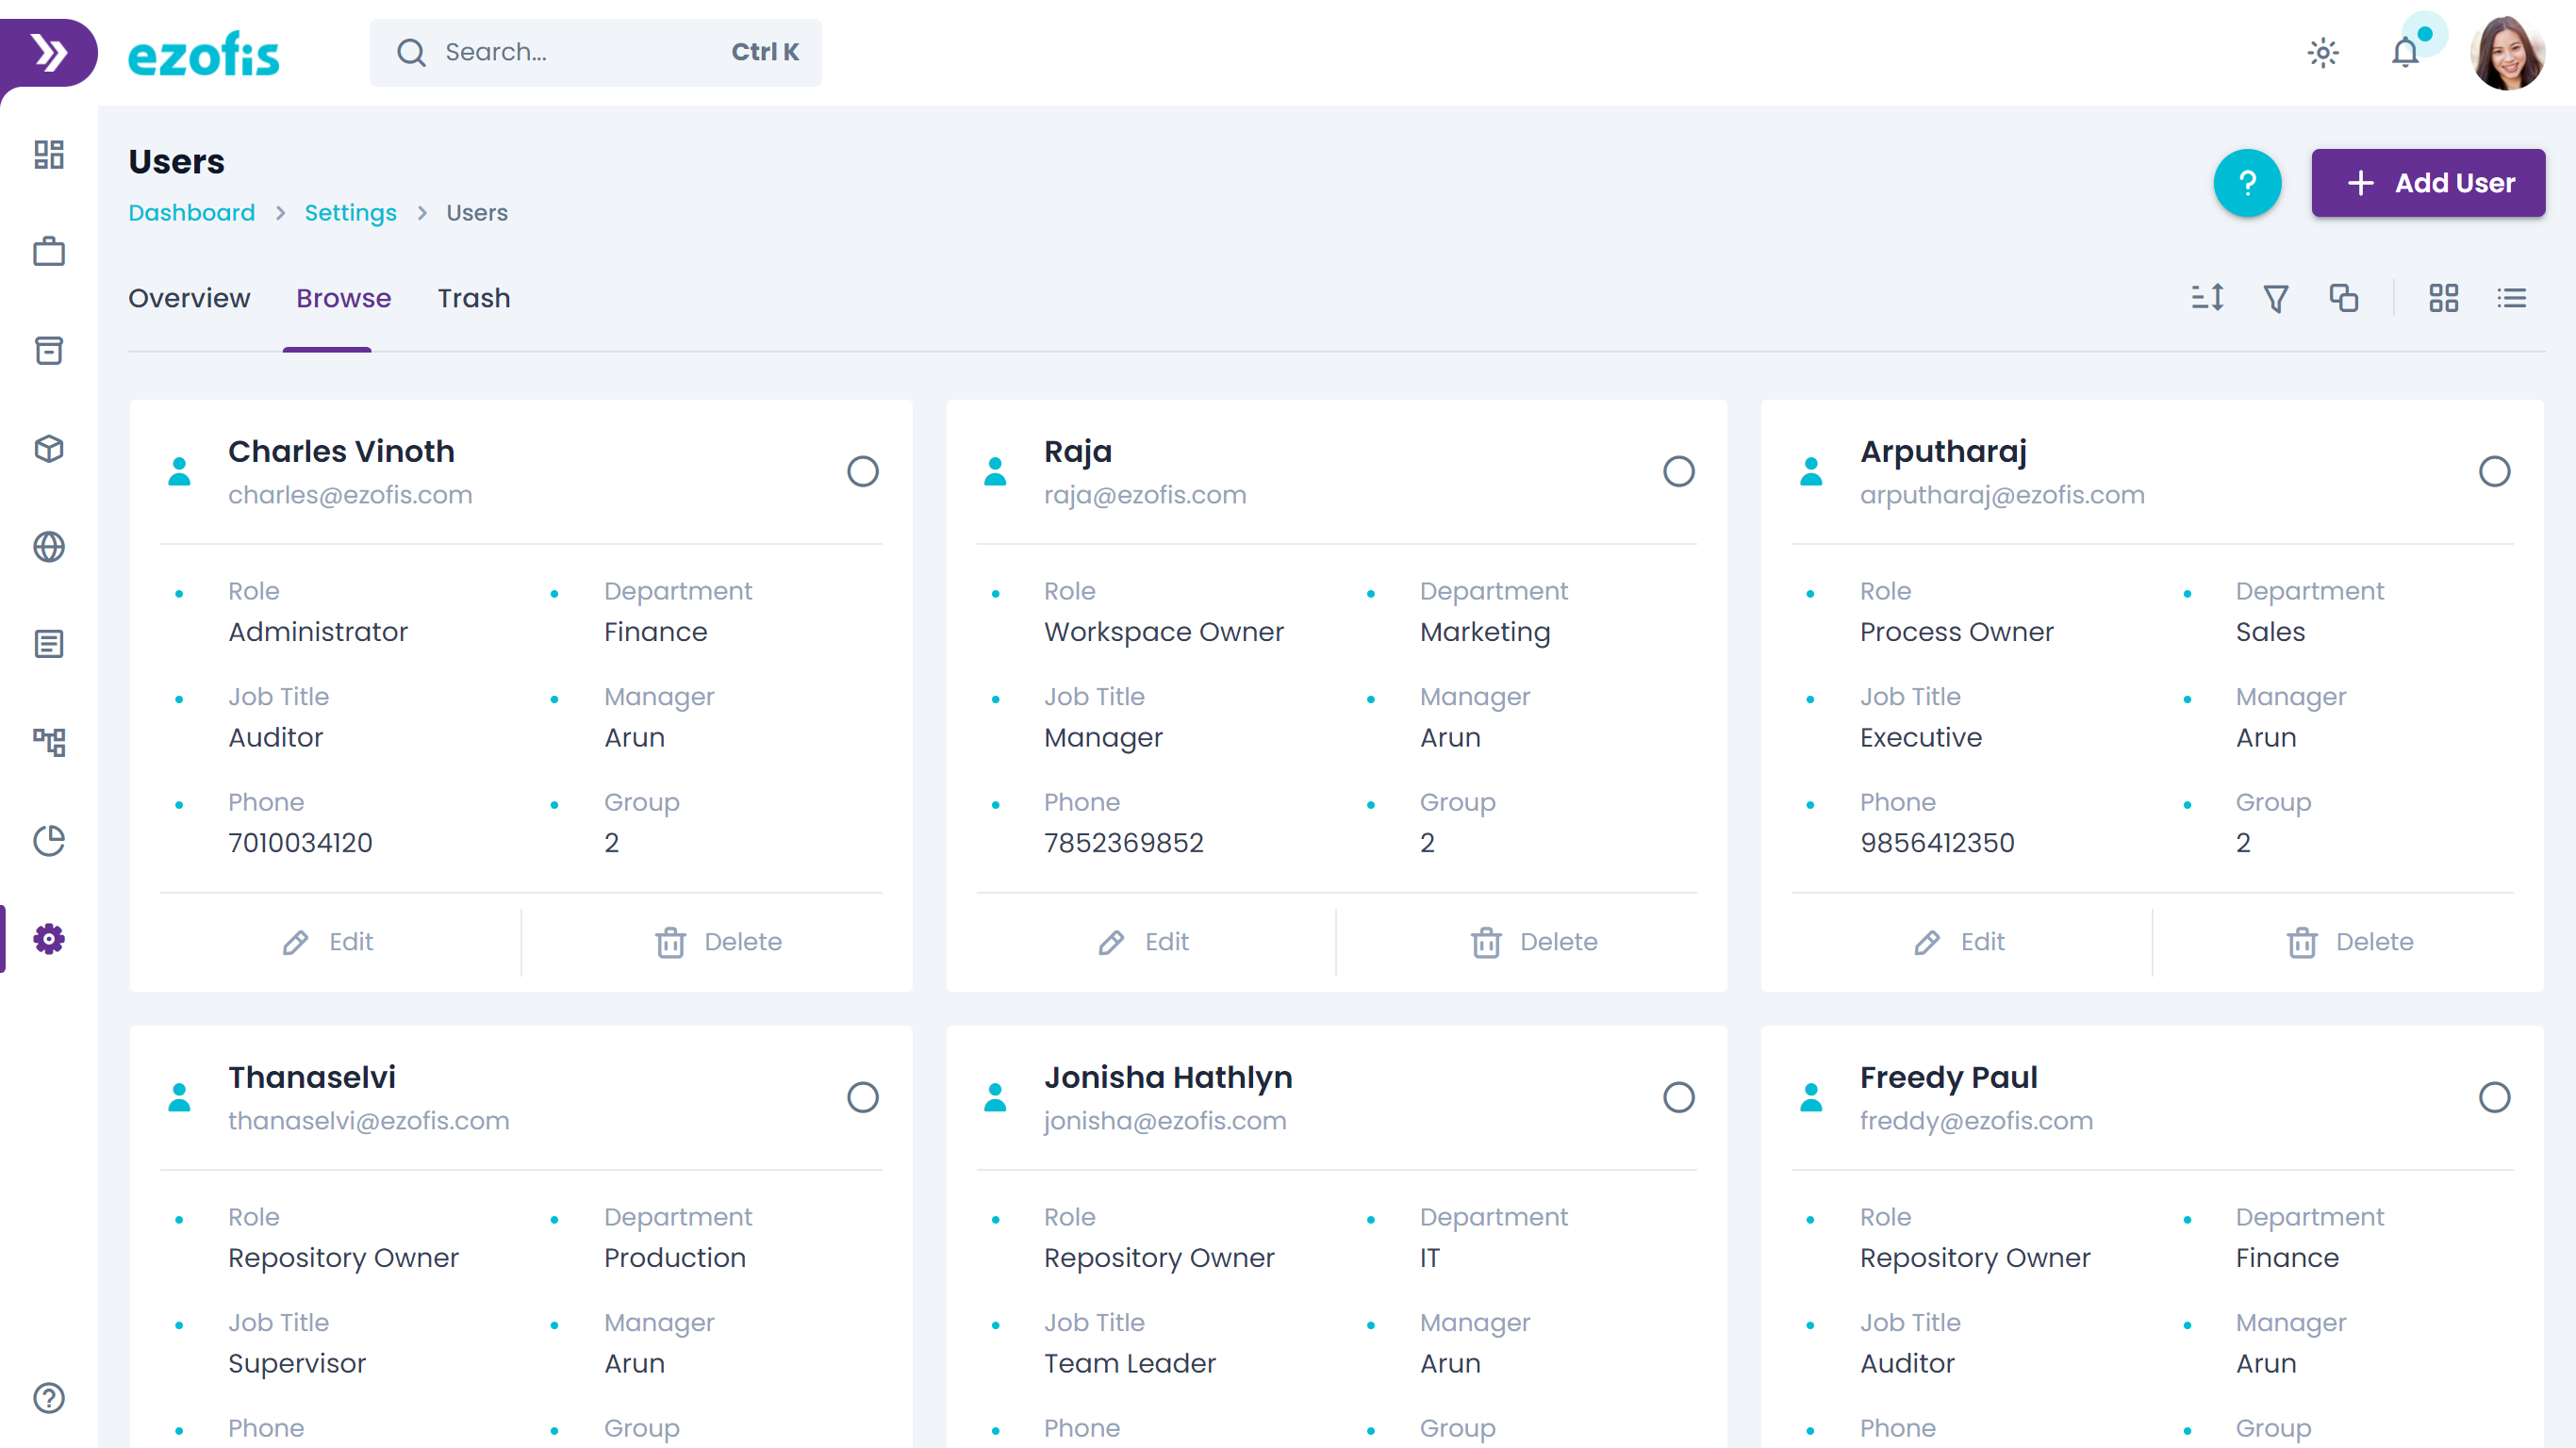 ezofis
Search... Ctrl K
Users
Dashboard > Settings > Users
? Add User
Overview Browse Trash
Charles Vinoth
charles@ezofis.com
Role Department
Administrator Finance
Job Title Manager
Auditor Arun
Phone Group
7010034120 2
Edit Delete
Raja
raja@ezofis.com
Role Department
Workspace Owner Marketing
Job Title Manager
Manager Arun
Phone Group
7852369852 2
Edit Delete
Arputharaj
arputharaj@ezofis.com
Role Department
Process Owner Sales
Job Title Manager
Executive Arun
Phone Group
9856412350 2
Edit Delete
Thanaselvi
thanaselvi@ezofis.com
Role Department
Repository Owner Production
Job Title Manager
Supervisor Arun
Phone Group
Jonisha Hathlyn
jonisha@ezofis.com
Role Department
Repository Owner IT
Job Title Manager
Team Leader Arun
Phone Group
Freedy Paul
freddy@ezofis.com
Role Department
Repository Owner Finance
Job Title Manager
Auditor Arun
Phone Group